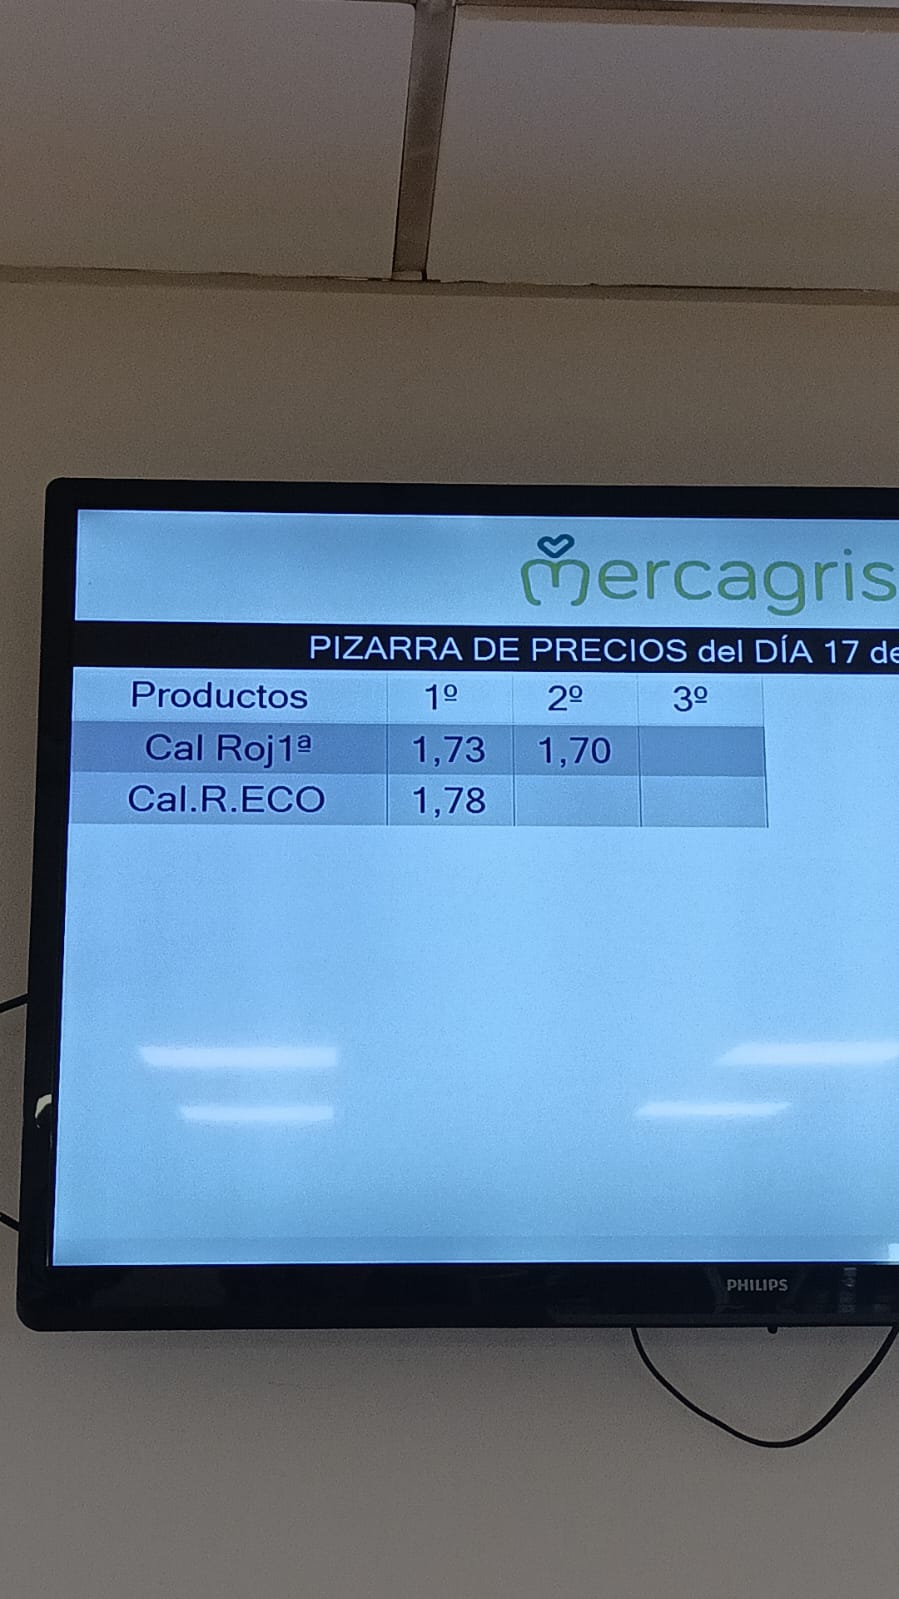 mercagris
PIZARRA DE PRECIOS del DÍA 17 de
Productos 1º 2º 3º
Cal Roj1ª 1,73 1,70
Cal.R.ECO 1,78
PHILIPS